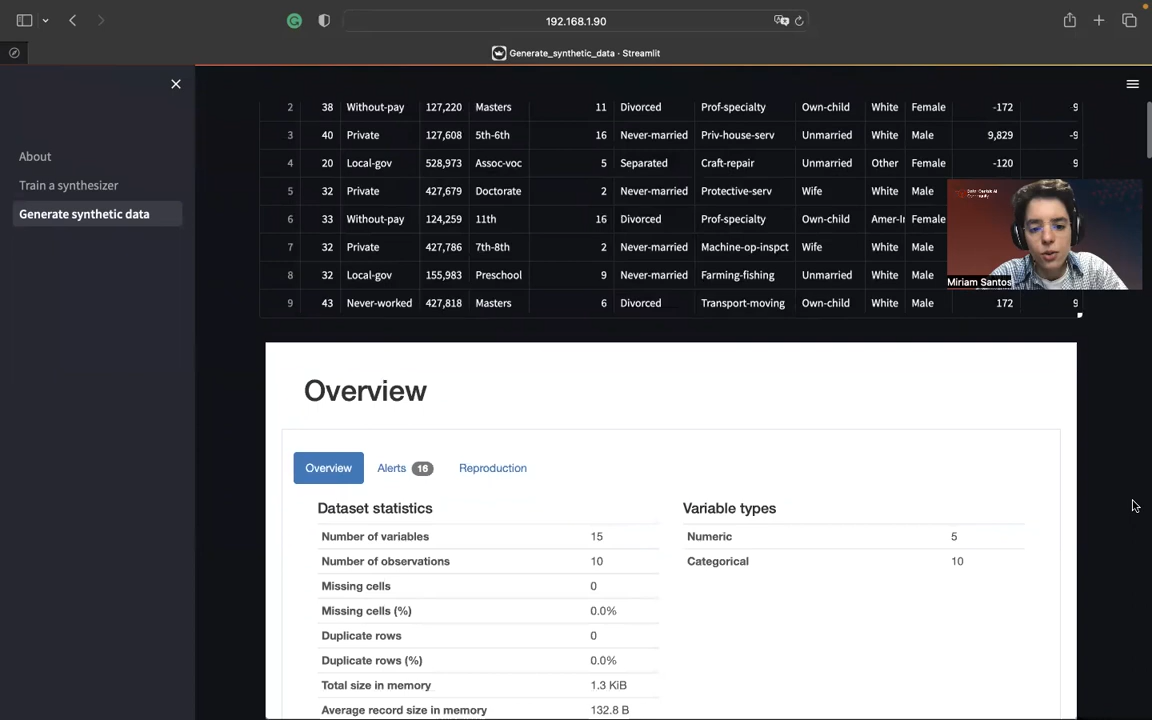 192.168.1.90
Generate_synthetic_data · Streamlit
About
Train a synthesizer
Generate synthetic data
2 38 Without-pay 127,220 Masters 11 Divorced Prof-specialty Own-child White Female -172 9
3 40 Private 127,608 5th-6th 16 Never-married Priv-house-serv Unmarried White Male 9,829 -9
4 20 Local-gov 528,973 Assoc-voc 5 Separated Craft-repair Unmarried Other Female -120 9
5 32 Private 427,679 Doctorate 2 Never-married Protective-serv Wife White Male
6 33 Without-pay 124,259 11th 16 Divorced Prof-specialty Own-child Amer-In Female
7 32 Private 427,786 7th-8th 2 Never-married Machine-op-inspct Wife White Male
8 32 Local-gov 155,983 Preschool 9 Never-married Farming-fishing Unmarried White Male
9 43 Never-worked 427,818 Masters 6 Divorced Transport-moving Own-child White Male 172 9
Miriam Santos
Overview
Overview Alerts 16 Reproduction
Dataset statistics
Number of variables 15
Number of observations 10
Missing cells 0
Missing cells (%) 0.0%
Duplicate rows 0
Duplicate rows (%) 0.0%
Total size in memory 1.3 KiB
Average record size in memory 132.8 B
Variable types
Numeric 5
Categorical 10